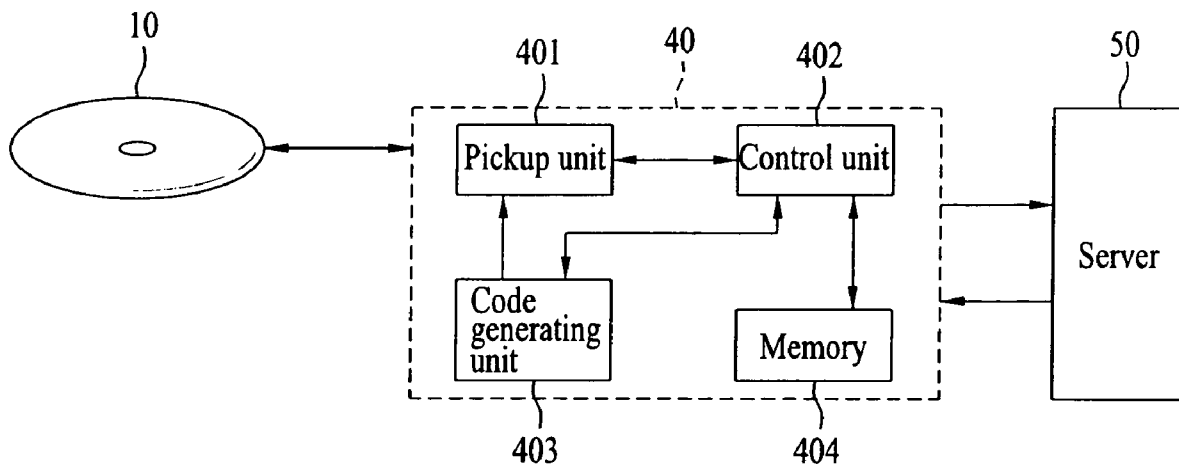 10
401
40
402
50
Pickup unit
Control unit
Server
Code
generating
unit
Memory
403
404